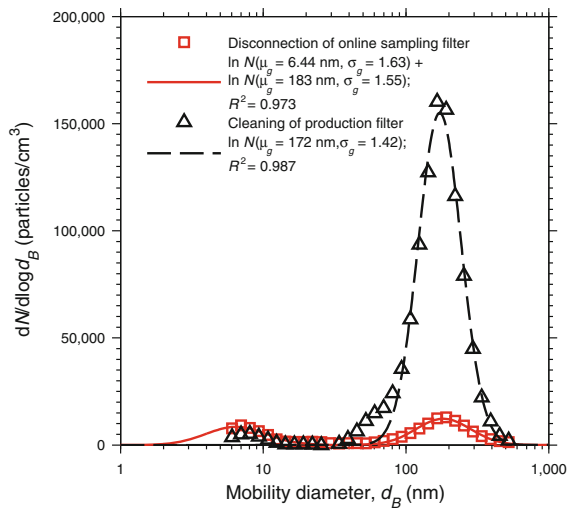 200,000
150,000
100,000
50,000
0
dN/dlogd_B (particles/cm³)
Disconnection of online sampling filter
ln N(μ_g = 6.44 nm, σ_g = 1.63) +
ln N(μ_g = 183 nm, σ_g = 1.55);
R² = 0.973
Cleaning of production filter
ln N(μ_g = 172 nm,σ_g = 1.42);
R² = 0.987
1 10 100 1,000
Mobility diameter, d_B (nm)